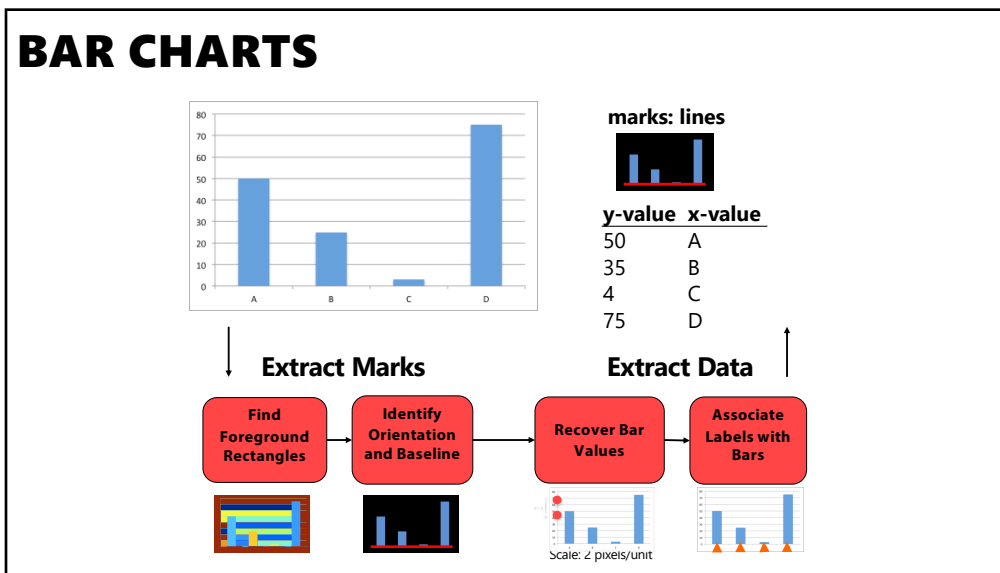 BAR CHARTS
80
70
60
50
40
30
20
10
0
A B C D
marks: lines
y-value x-value
50 A
35 B
4 C
75 D
Extract Marks
Extract Data
Find
Foreground
Rectangles
Identify
Orientation
and Baseline
Recover Bar
Values
Associate
Labels with
Bars
Scale: 2 pixels/unit